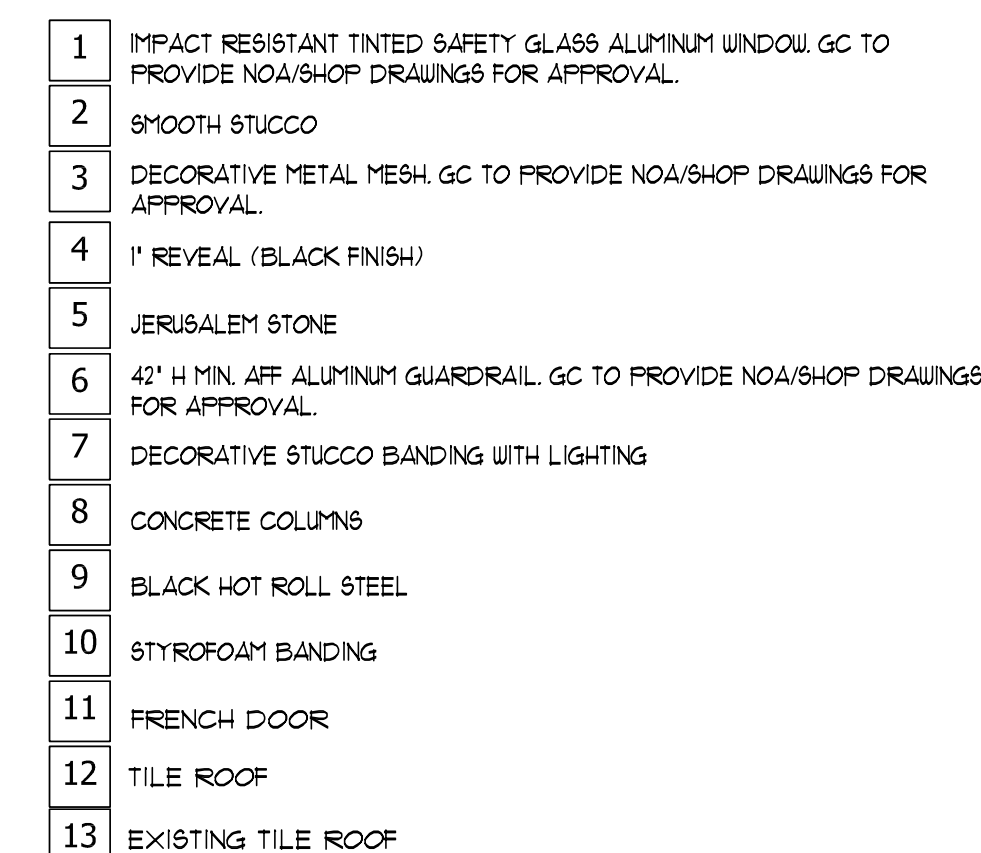 1 IMPACT RESISTANT TINTED SAFETY GLASS ALUMINUM WINDOW. GC TO
PROVIDE NOA/SHOP DRAWINGS FOR APPROVAL.
2 SMOOTH STUCCO
3 DECORATIVE METAL MESH. GC TO PROVIDE NOA/SHOP DRAWINGS FOR
APPROVAL.
4 1" REVEAL (BLACK FINISH)
5 JERUSALEM STONE
6 42" H MIN. AFF ALUMINUM GUARDRAIL. GC TO PROVIDE NOA/SHOP DRAWINGS
FOR APPROVAL.
7 DECORATIVE STUCCO BANDING WITH LIGHTING
8 CONCRETE COLUMNS
9 BLACK HOT ROLL STEEL
10 STYROFOAM BANDING
11 FRENCH DOOR
12 TILE ROOF
13 EXISTING TILE ROOF